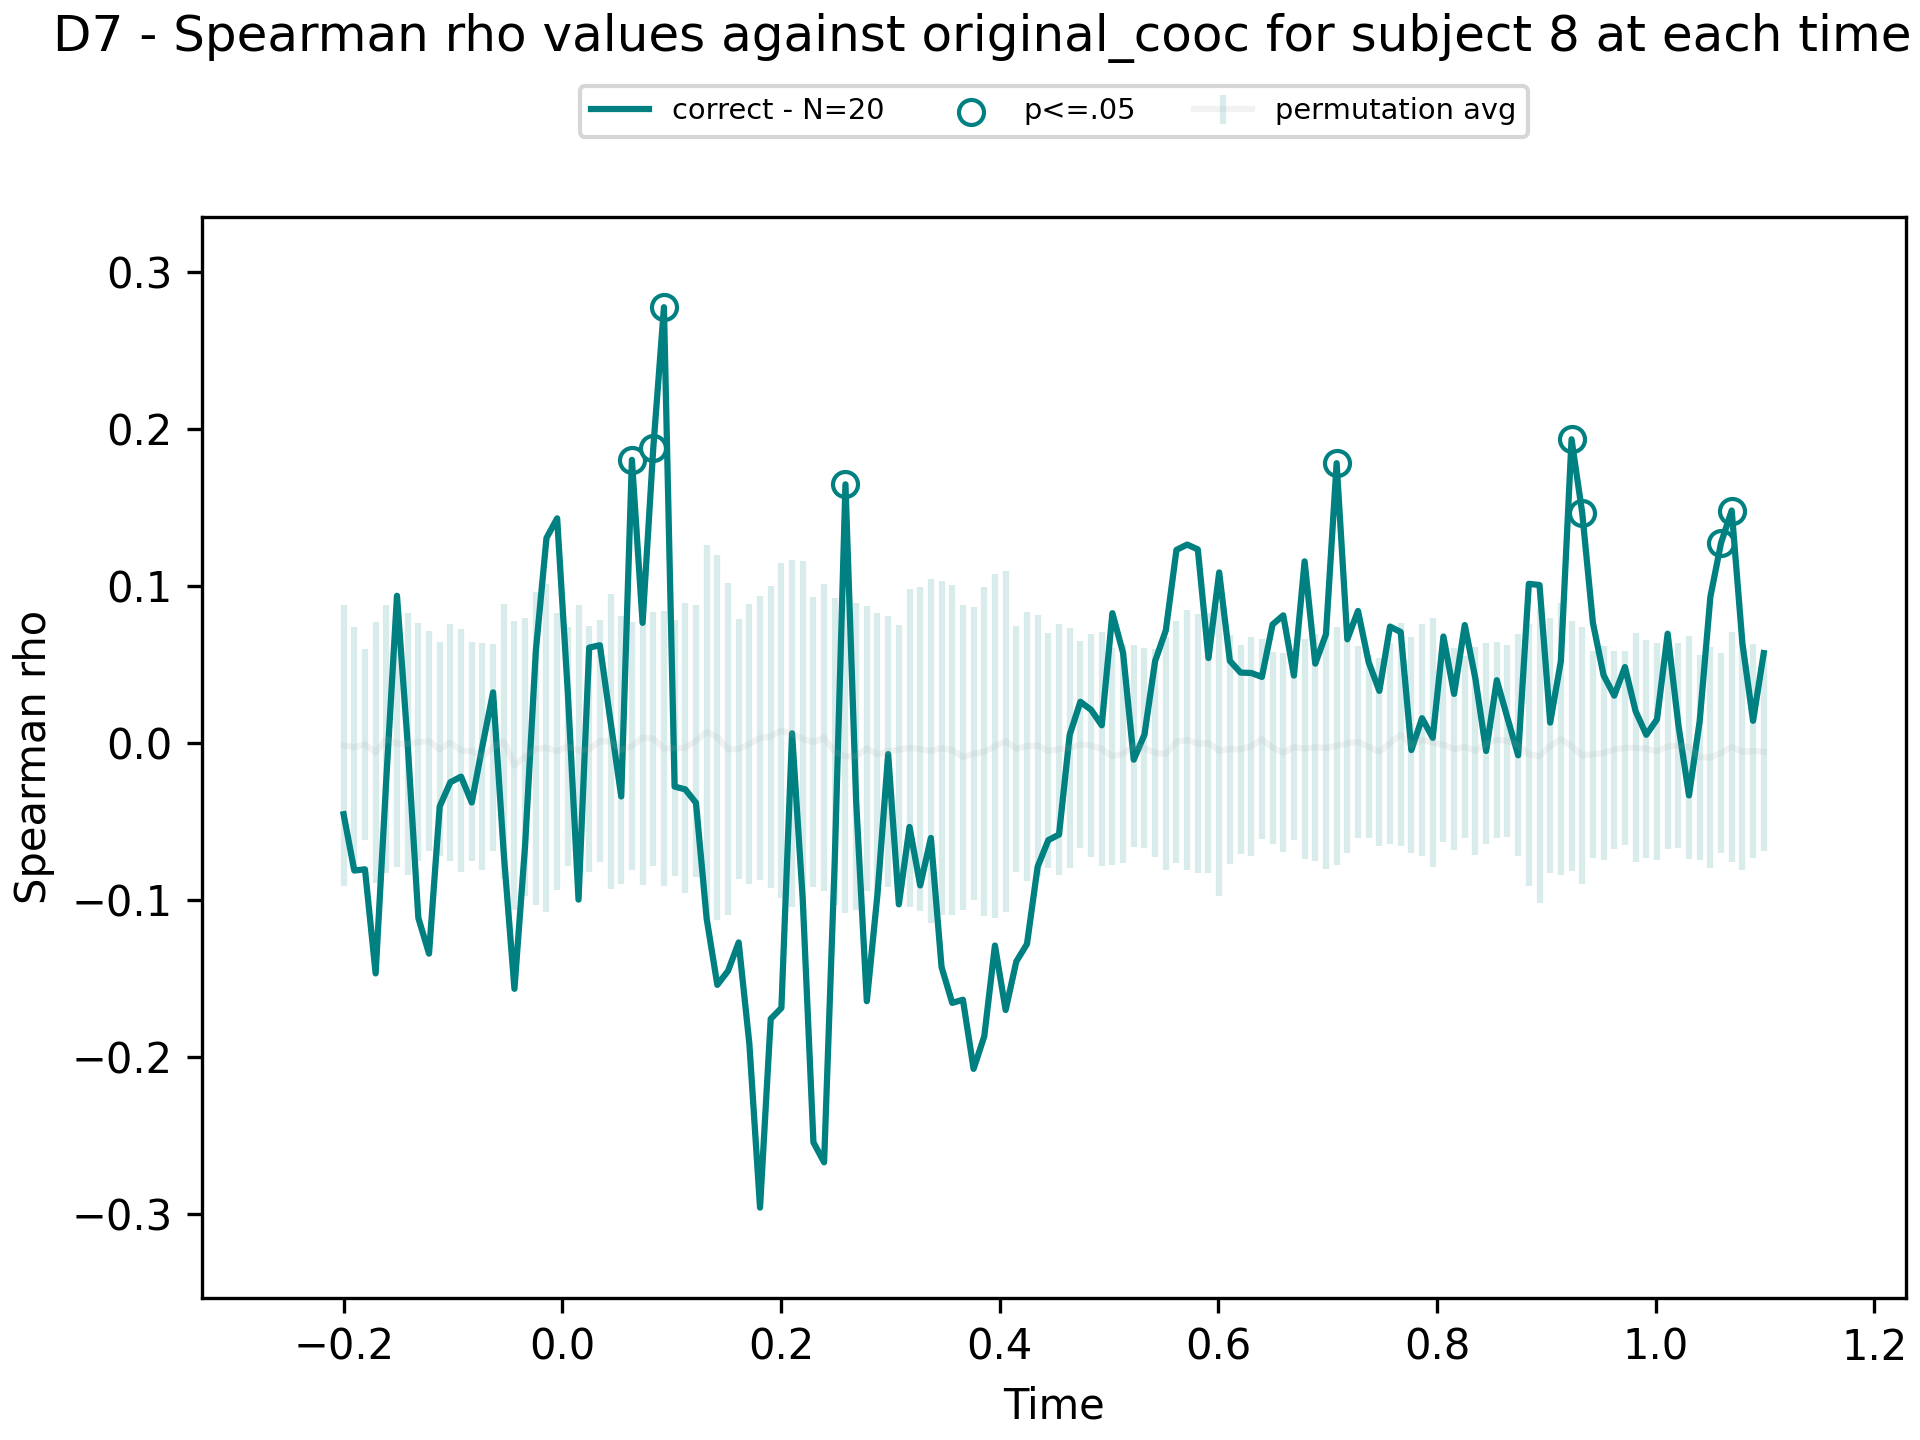 D7 - Spearman rho values against original_cooc for subject 8 at each time
correct - N=20 p<=.05 permutation avg
0.3
0.2
0.1
0.0
−0.1
−0.2
−0.3
Spearman rho
−0.2 0.0 0.2 0.4 0.6 0.8 1.0 1.2
Time